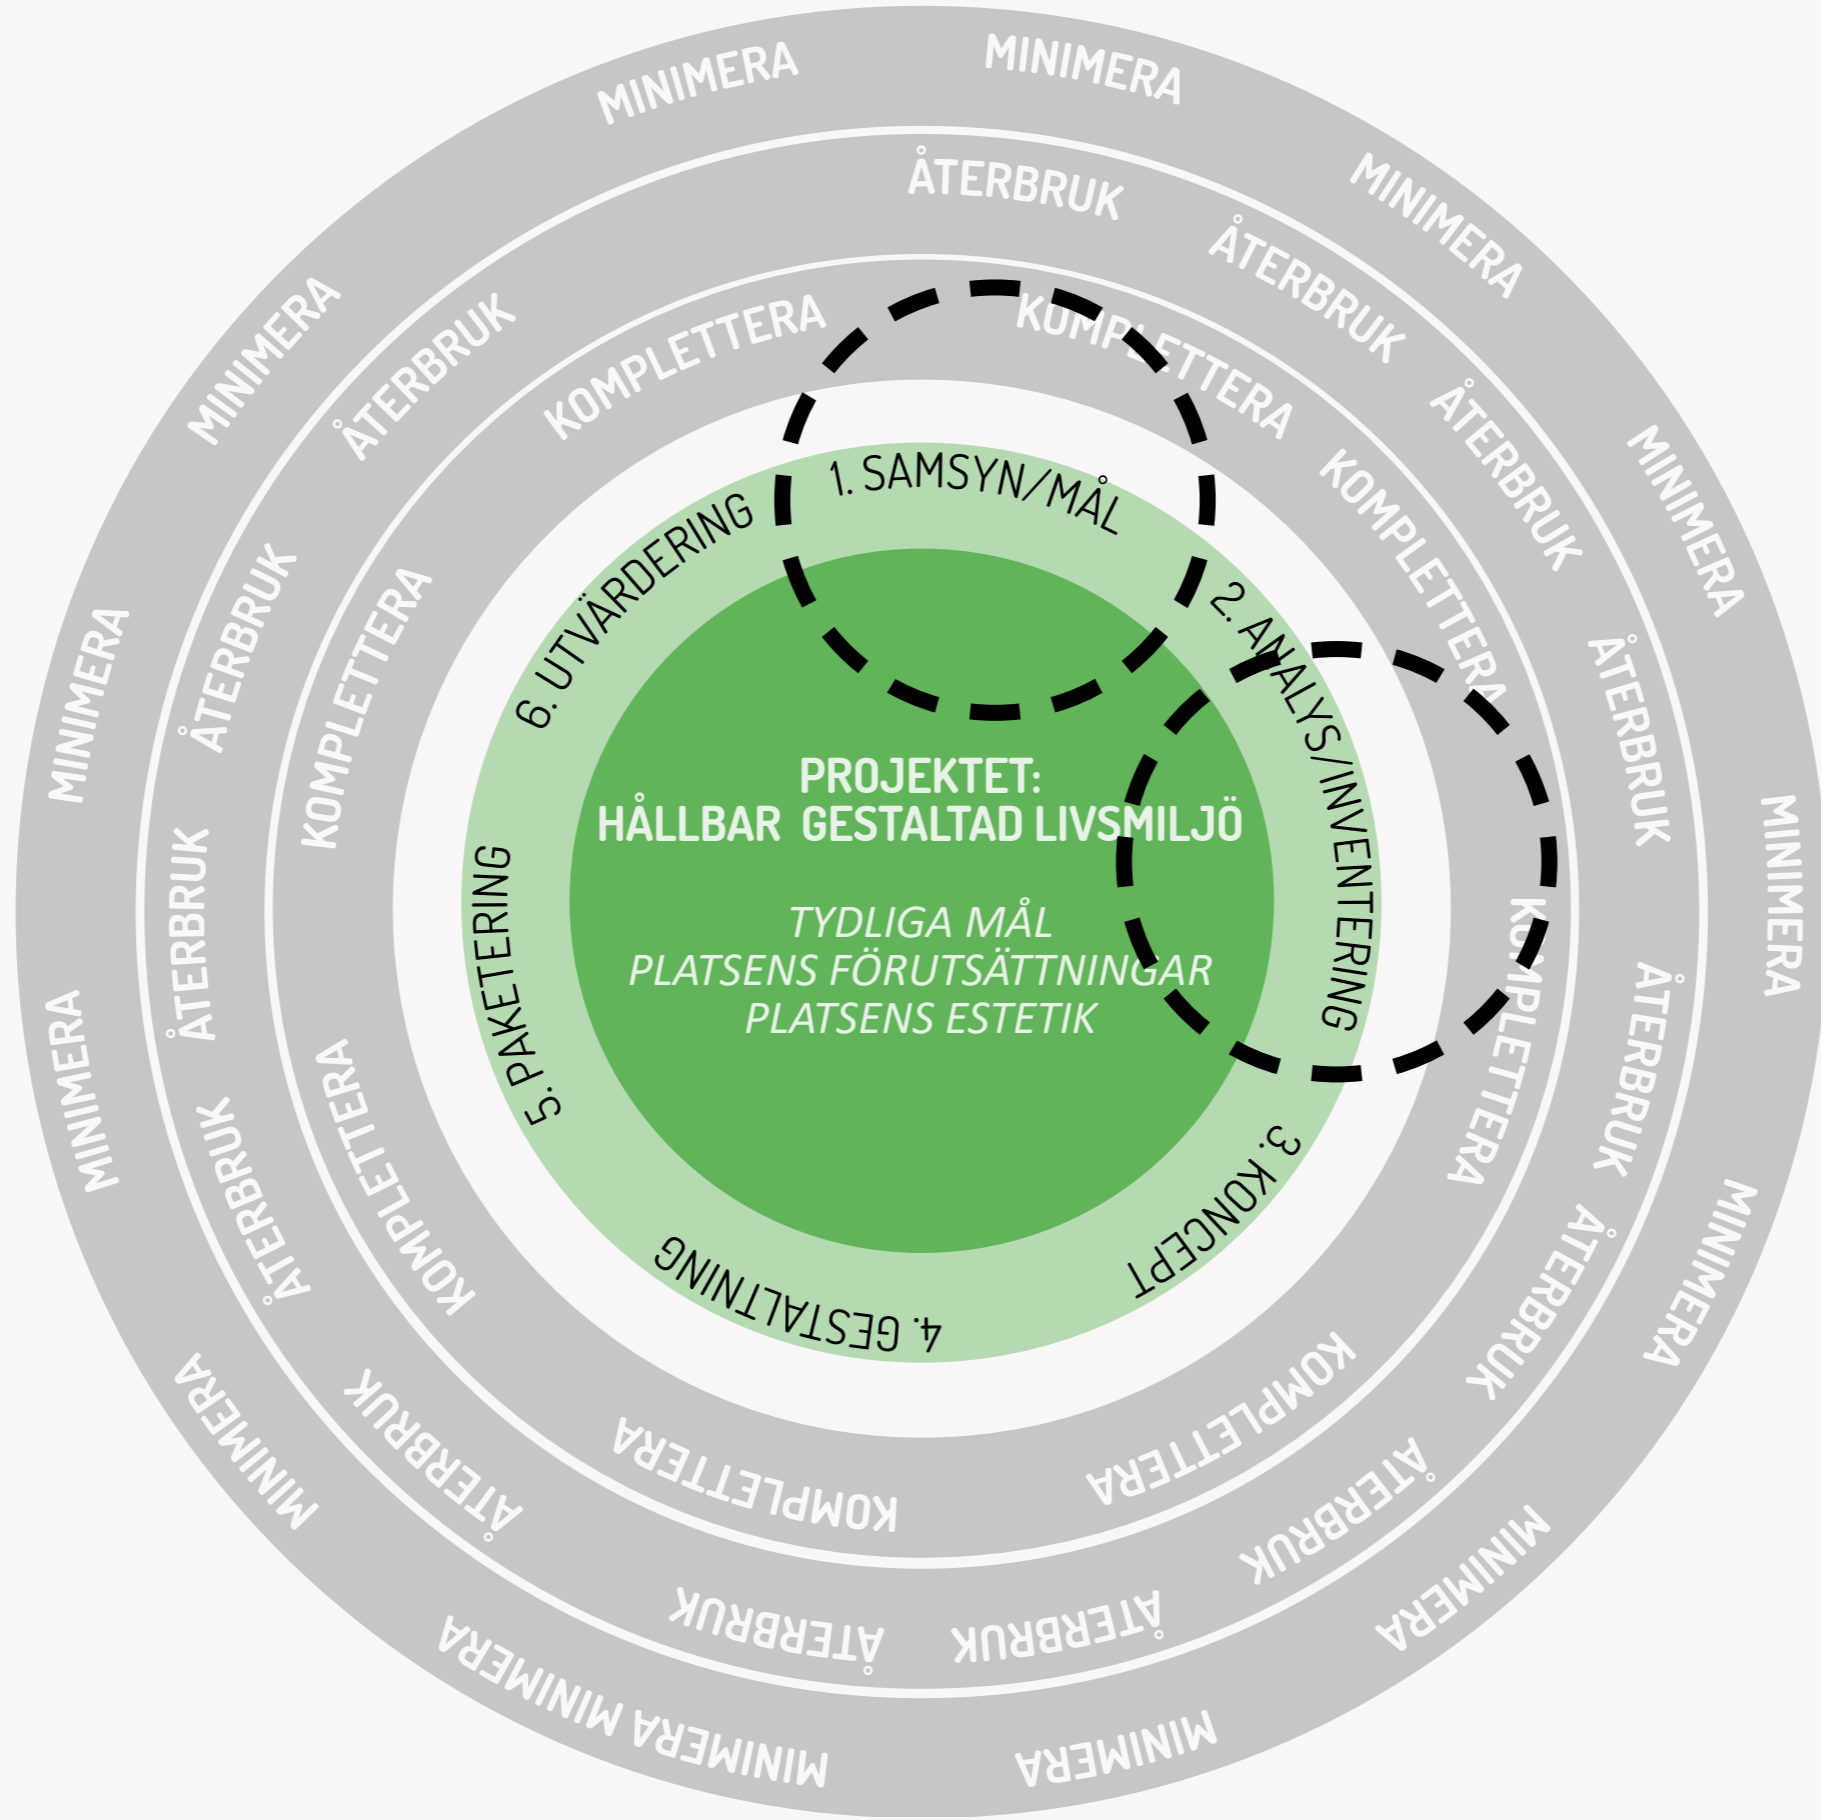 MINIMERA
MINIMERA
MINIMERA
MINIMERA
MINIMERA
MINIMERA
MINIMERA
MINIMERA
MINIMERA MINIMERA
MINIMERA
MINIMERA
MINIMERA
MINIMERA
ÅTERBRUK
ÅTERBRUK
ÅTERBRUK
ÅTERBRUK
ÅTERBRUK
ÅTERBRUK
ÅTERBRUK
ÅTERBRUK
ÅTERBRUK
ÅTERBRUK
ÅTERBRUK
ÅTERBRUK
ÅTERBRUK
ÅTERBRUK
KOMPLETTERA
KOMPLETTERA
KOMPLETTERA
KOMPLETTERA
KOMPLETTERA
KOMPLETTERA
KOMPLETTERA
KOMPLETTERA
1. SAMSYN/MÅL
2. ANALYS/INVENTERING
3. KONCEPT
4. GESTALTNING
5. PAKETERING
6. UTVÄRDERING
PROJEKTET:
HÅLLBAR GESTALTAD LIVSMILJÖ
TYDLIGA MÅL
PLATSENS FÖRUTSÄTTNINGAR
PLATSENS ESTETIK